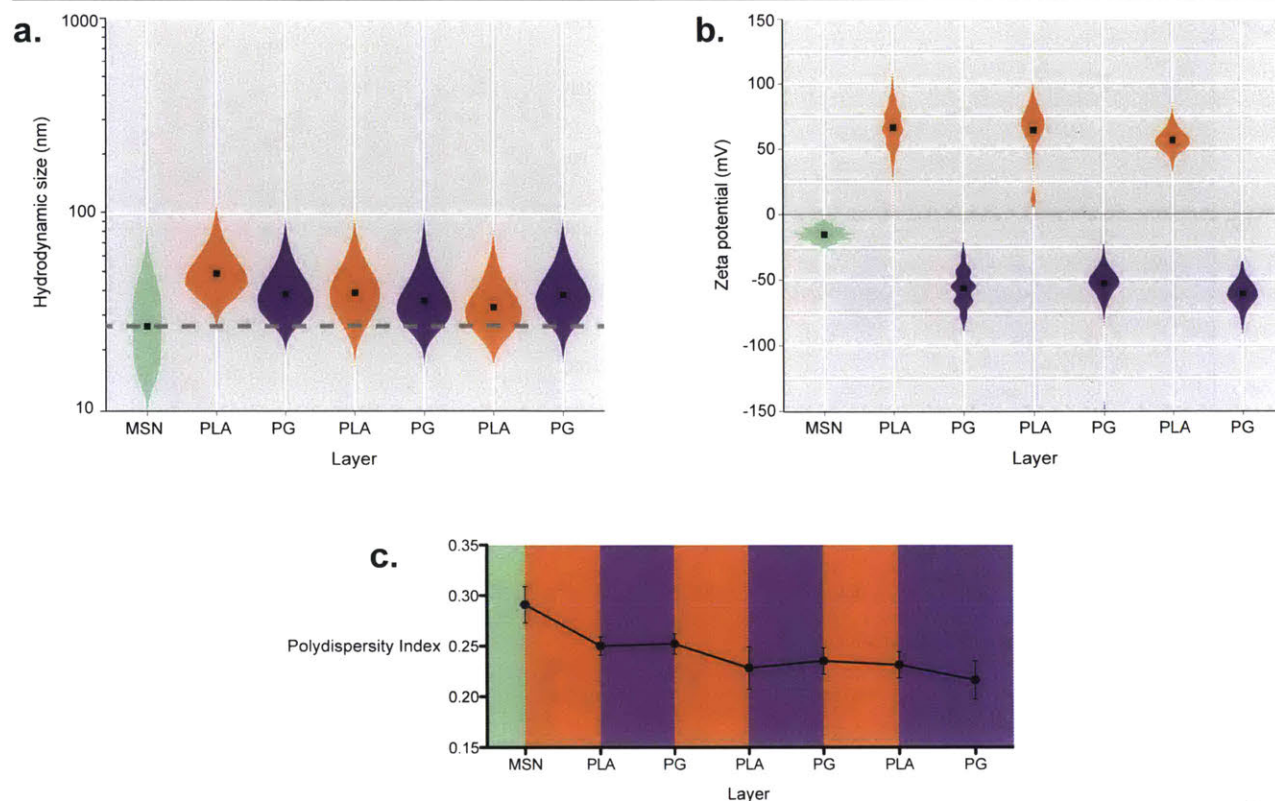 a.
1000
100
10
Hydrodynamic size (nm)
MSN PLA PG PLA PG PLA PG
Layer
b.
150
100
50
0
-50
-100
-150
Zeta potential (mV)
MSN PLA PG PLA PG PLA PG
Layer
c.
0.35
0.30
Polydispersity Index 0.25
0.20
0.15
MSN PLA PG PLA PG PLA PG
Layer